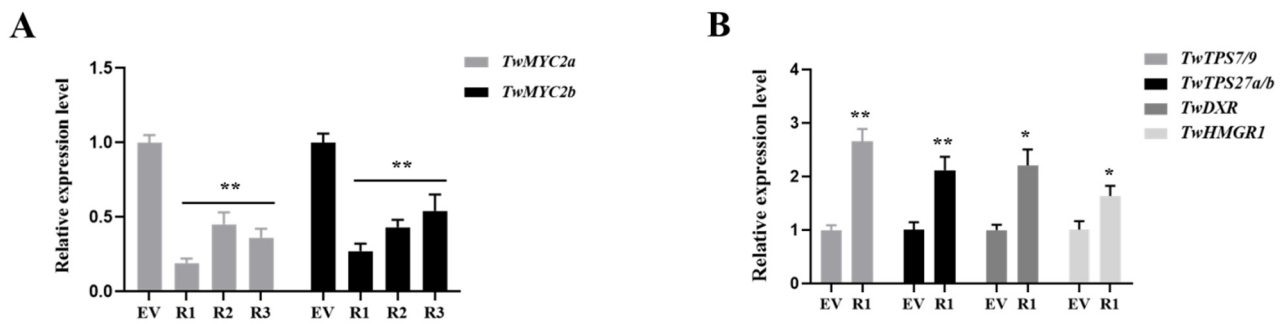 A
Relative expression level
1.5
1.0
0.5
0.0
**
**
EV R1 R2 R3 EV R1 R2 R3
TwMYC2a
TwMYC2b
B
Relative expression level
4
3
2
1
0
**
**
*
*
EV R1 EV R1 EV R1 EV R1
TwTPS7/9
TwTPS27a/b
TwDXR
TwHMGR1